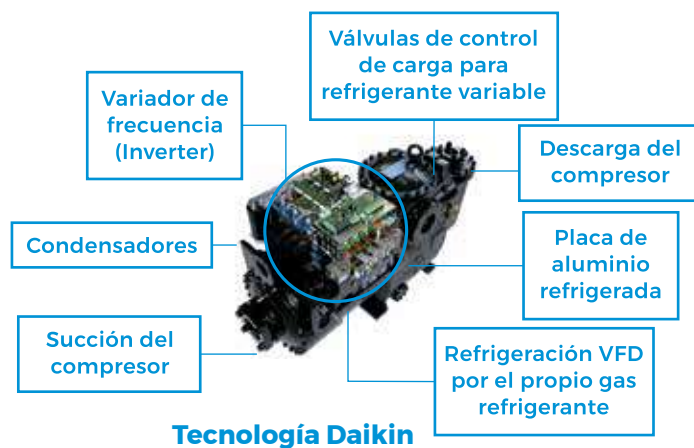 Válvulas de control
de carga para
refrigerante variable
Variador de
frecuencia
(Inverter)
Descarga del
compresor
Condensadores
Placa de
aluminio
refrigerada
Succión del
compresor
Refrigeración VFD
por el propio gas
refrigerante
Tecnología Daikin